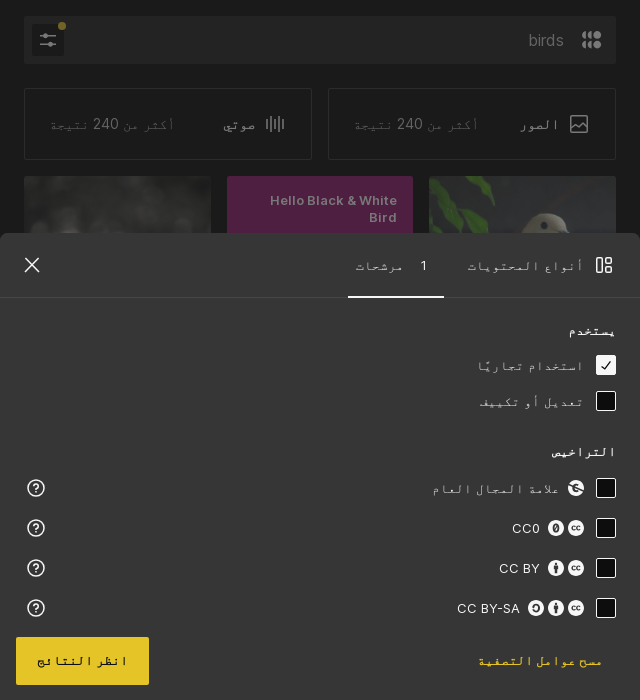 birds
الصور أكثر من 240 نتيجة
صوتي أكثر من 240 نتيجة
Hello Black & White
Bird
أنواع المحتويات
1 مرشحات
يستخدم
استخدام تجاريًا
تعديل أو تكييف
التراخيص
علامة المجال العام
CC0
CC BY
CC BY-SA
مسح عوامل التصفية
انظر النتائج